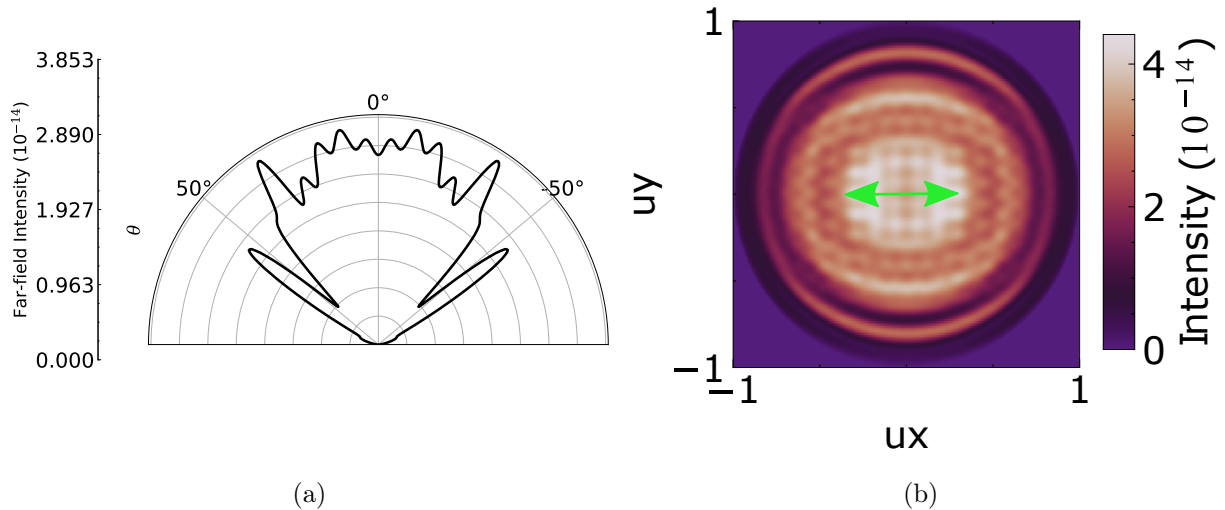 3.853
2.890
1.927
0.963
0.000
Far-field Intensity (10⁻¹⁴)
θ
50°
0°
-50°
1
uy
−1
−1
1
ux
4
2
0
Intensity (10⁻¹⁴)
(a)
(b)